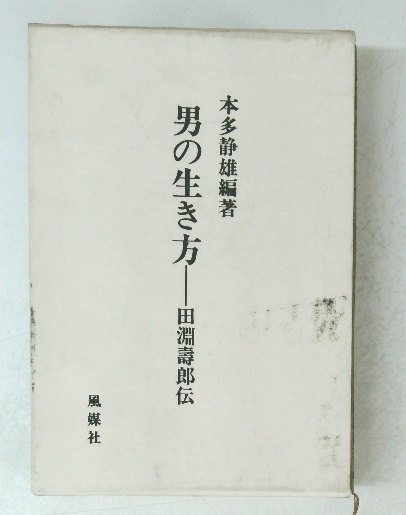 本多静雄編著
男の生き方——田淵壽郎伝
風媒社